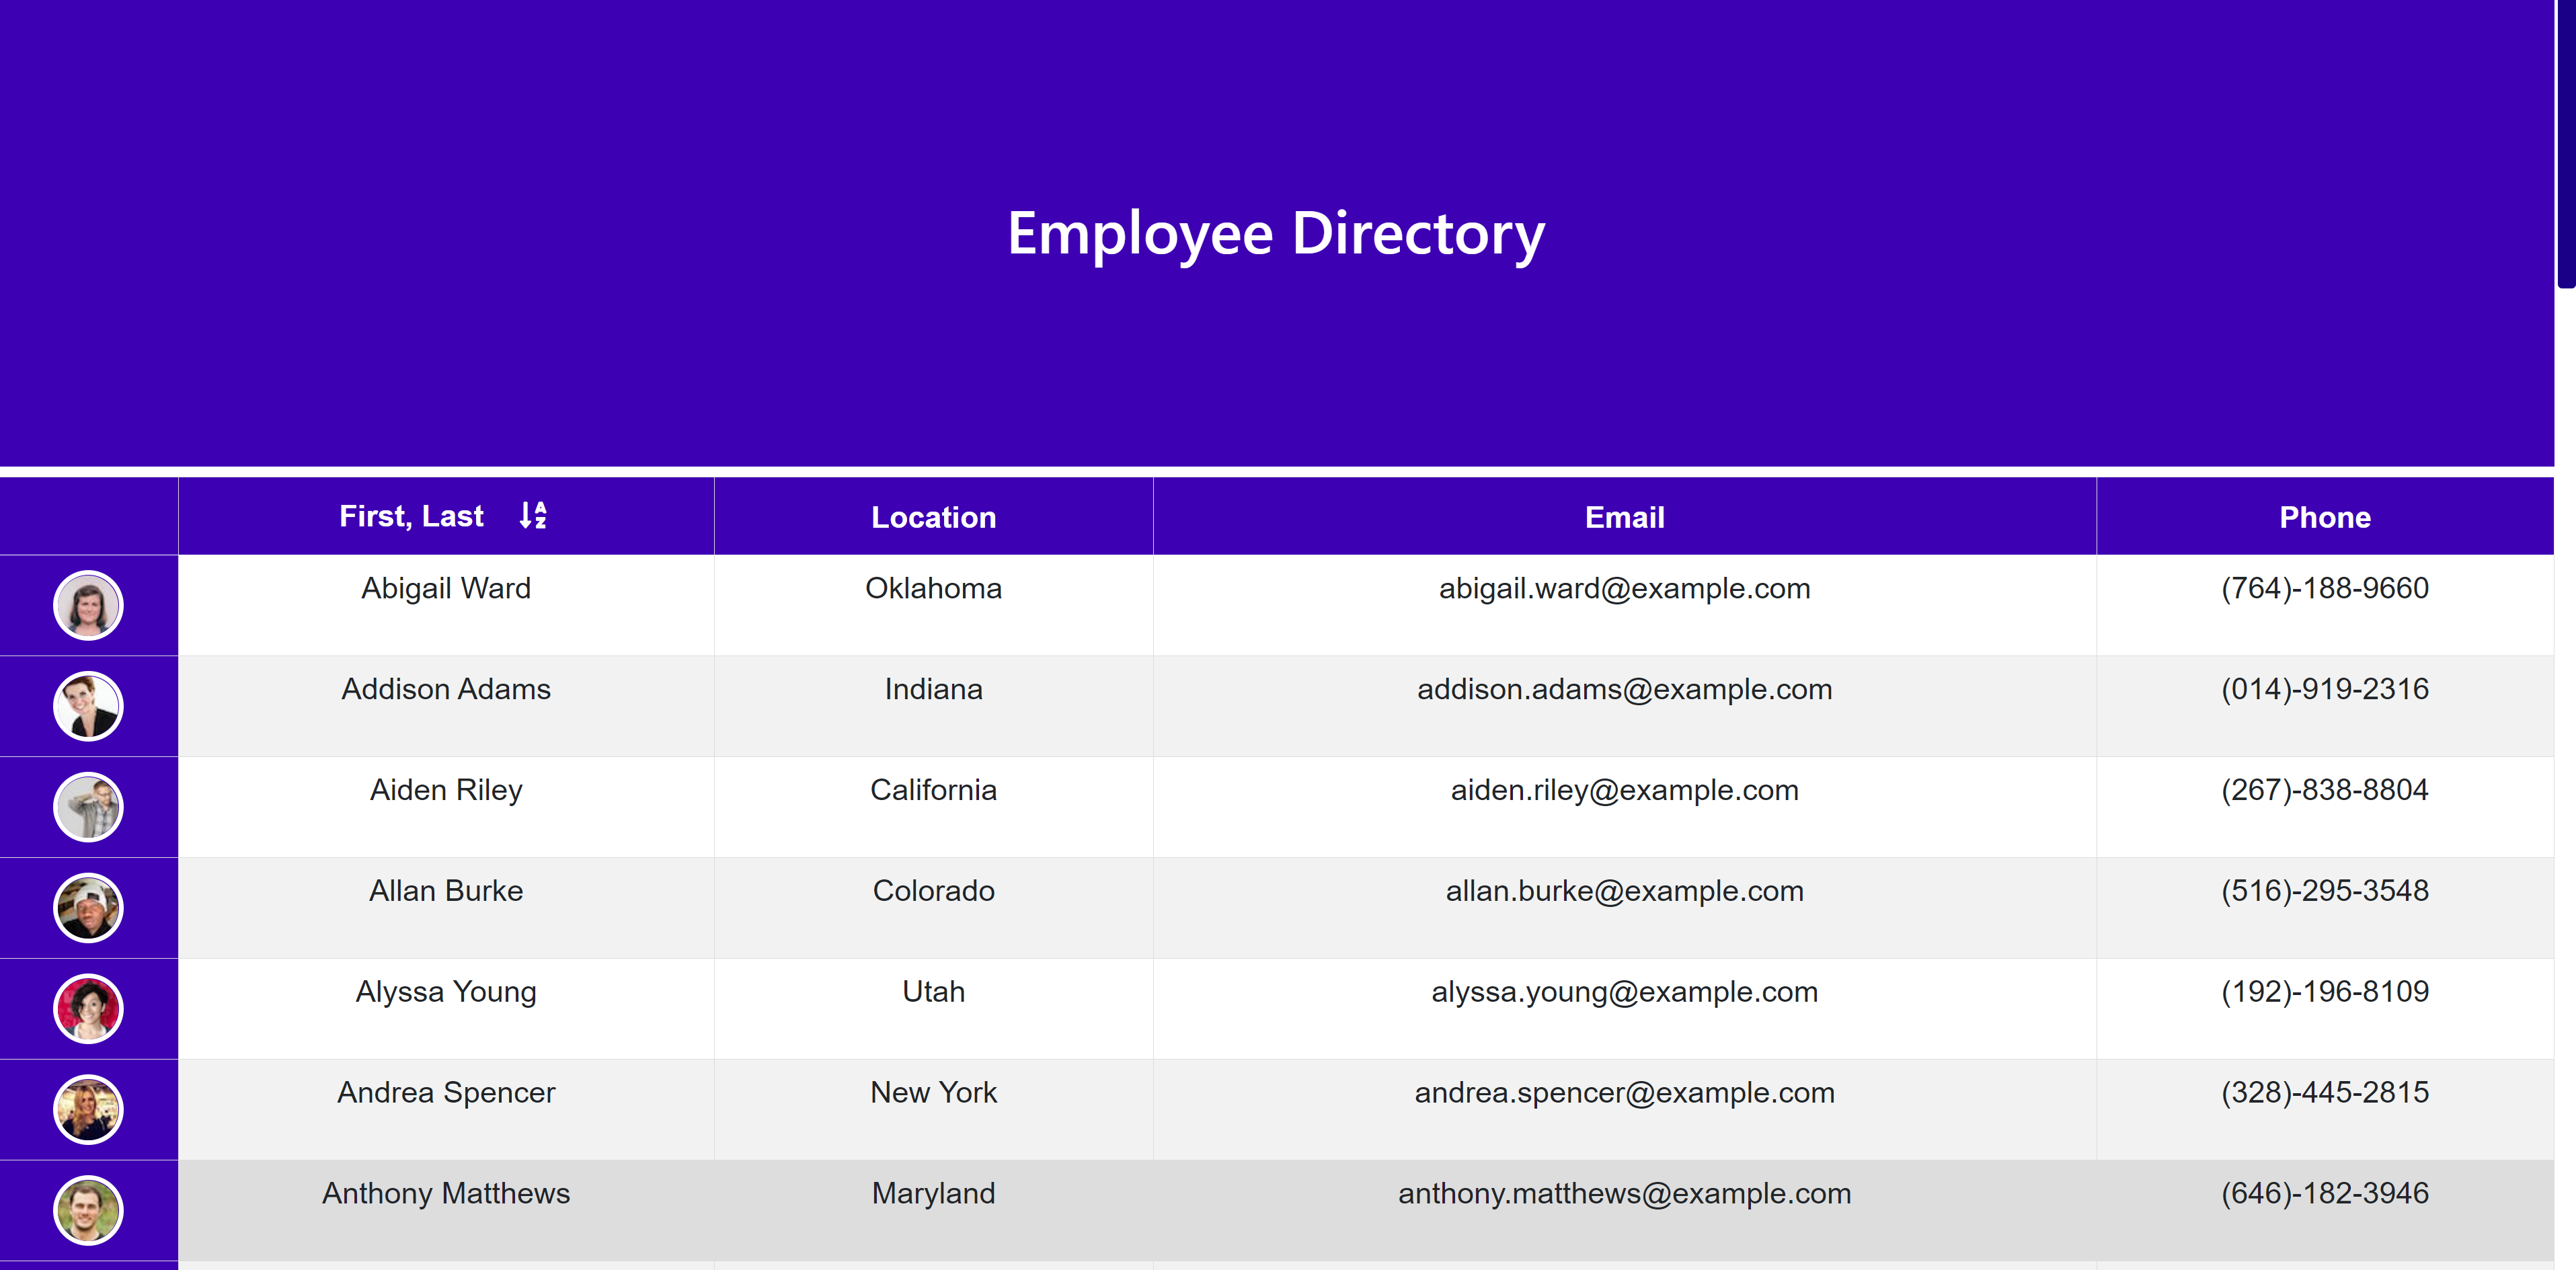 Employee Directory
First, Last A Z Location Email Phone
Abigail Ward Oklahoma abigail.ward@example.com (764)-188-9660
Addison Adams Indiana addison.adams@example.com (014)-919-2316
Aiden Riley California aiden.riley@example.com (267)-838-8804
Allan Burke Colorado allan.burke@example.com (516)-295-3548
Alyssa Young Utah alyssa.young@example.com (192)-196-8109
Andrea Spencer New York andrea.spencer@example.com (328)-445-2815
Anthony Matthews Maryland anthony.matthews@example.com (646)-182-3946